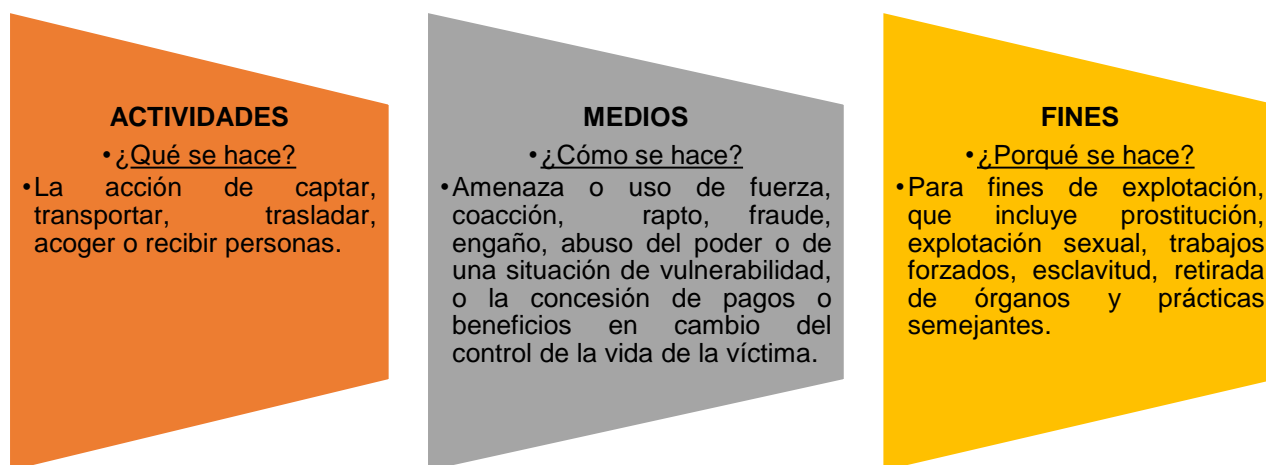 ACTIVIDADES
•¿Qué se hace?
•La acción de captar,
transportar, trasladar,
acoger o recibir personas.
MEDIOS
•¿Cómo se hace?
•Amenaza o uso de fuerza,
coacción, rapto, fraude,
engaño, abuso del poder o de
una situación de vulnerabilidad,
o la concesión de pagos o
beneficios en cambio del
control de la vida de la víctima.
FINES
•¿Porqué se hace?
•Para fines de explotación,
que incluye prostitución,
explotación sexual, trabajos
forzados, esclavitud, retirada
de órganos y prácticas
semejantes.